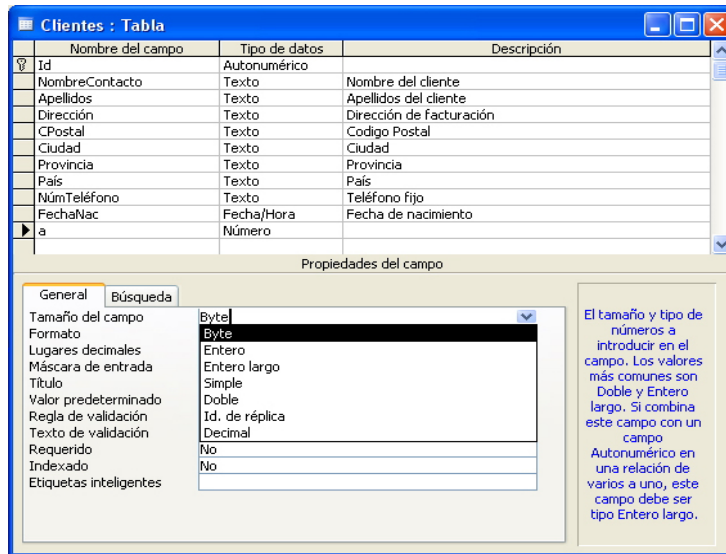 Clientes : Tabla
Nombre del campo Tipo de datos Descripción
Id Autonumérico
NombreContacto Texto Nombre del cliente
Apellidos Texto Apellidos del cliente
Dirección Texto Dirección de facturación
CPostal Texto Codigo Postal
Ciudad Texto Ciudad
Provincia Texto Provincia
País Texto País
NúmTeléfono Texto Teléfono fijo
FechaNac Fecha/Hora Fecha de nacimiento
a Número
Propiedades del campo
General Búsqueda
Tamaño del campo Byte
Formato Byte
Lugares decimales Entero
Máscara de entrada Entero largo
Título Simple
Valor predeterminado Doble
Regla de validación Id. de réplica
Texto de validación Decimal
Requerido No
Indexado No
Etiquetas inteligentes
El tamaño y tipo de
números a
introducir en el
campo. Los valores
más comunes son
Doble y Entero
largo. Si combina
este campo con un
campo
Autonumérico en
una relación de
varios a uno, este
campo debe ser
tipo Entero largo.